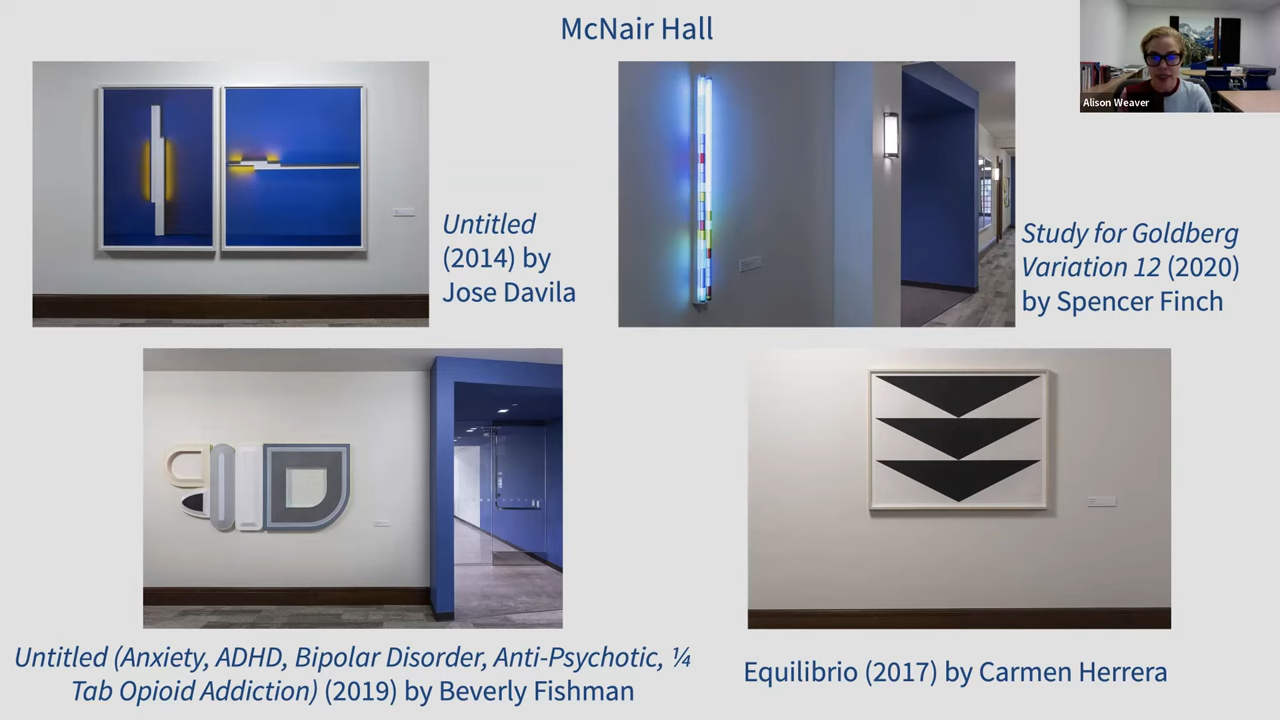 McNair Hall
Alison Weaver
Untitled
(2014) by
Jose Davila
Study for Goldberg
Variation 12 (2020)
by Spencer Finch
Untitled (Anxiety, ADHD, Bipolar Disorder, Anti-Psychotic, ¼
Tab Opioid Addiction) (2019) by Beverly Fishman
Equilibrio (2017) by Carmen Herrera